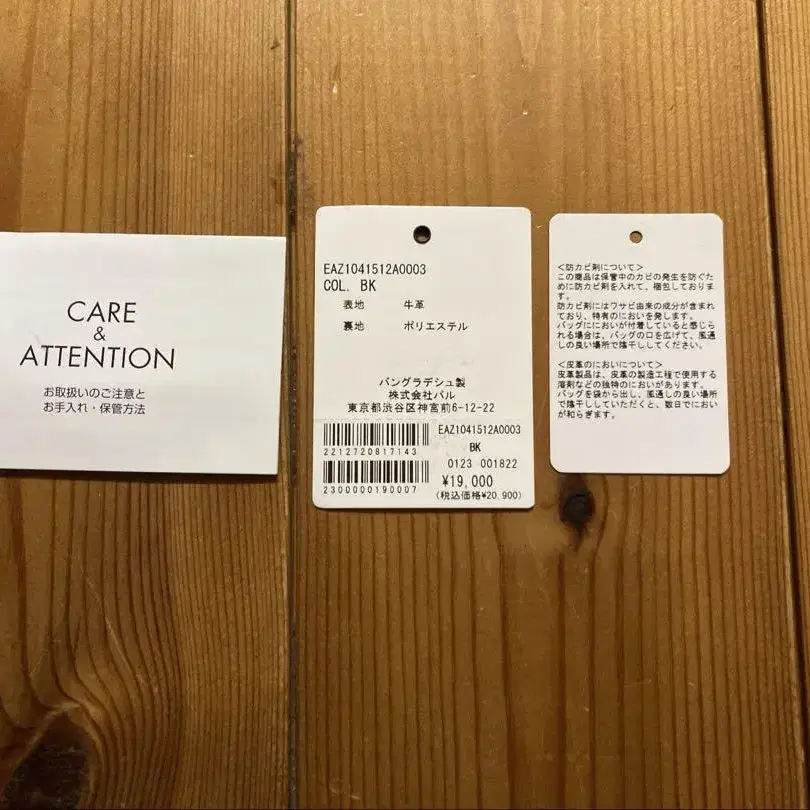 CARE
&
ATTENTION
お取扱いのご注意と
お手入れ・保管方法
EAZ1041512A0003
COL. BK
表地 牛革
裏地 ポリエステル
バングラデシュ製
株式会社パル
東京都渋谷区神宮前6-12-22
EAZ1041512A0003
BK
2212720817143
0123 001822
¥19,000
2300000190007
(税込価格¥20,900)
<防カビ剤について>
この商品は保管中のカビの発生を防ぐた
めに防カビ剤を入れて、梱包しておりま
す。
防カビ剤にはワサビ由来の成分が含まれ
ており、特有のにおいを発します。
バッグににおいが付着していると感じら
れる場合は、バッグの口を広げて、風通
しの良い場所で陰干ししてください。
<皮革のにおいについて>
皮革製品は、皮革の製造工程で使用する
溶剤などの独特のにおいがあります。
バッグを袋から出し、風通しの良い場所
で陰干ししていただくと、数日でにおい
が和らぎます。